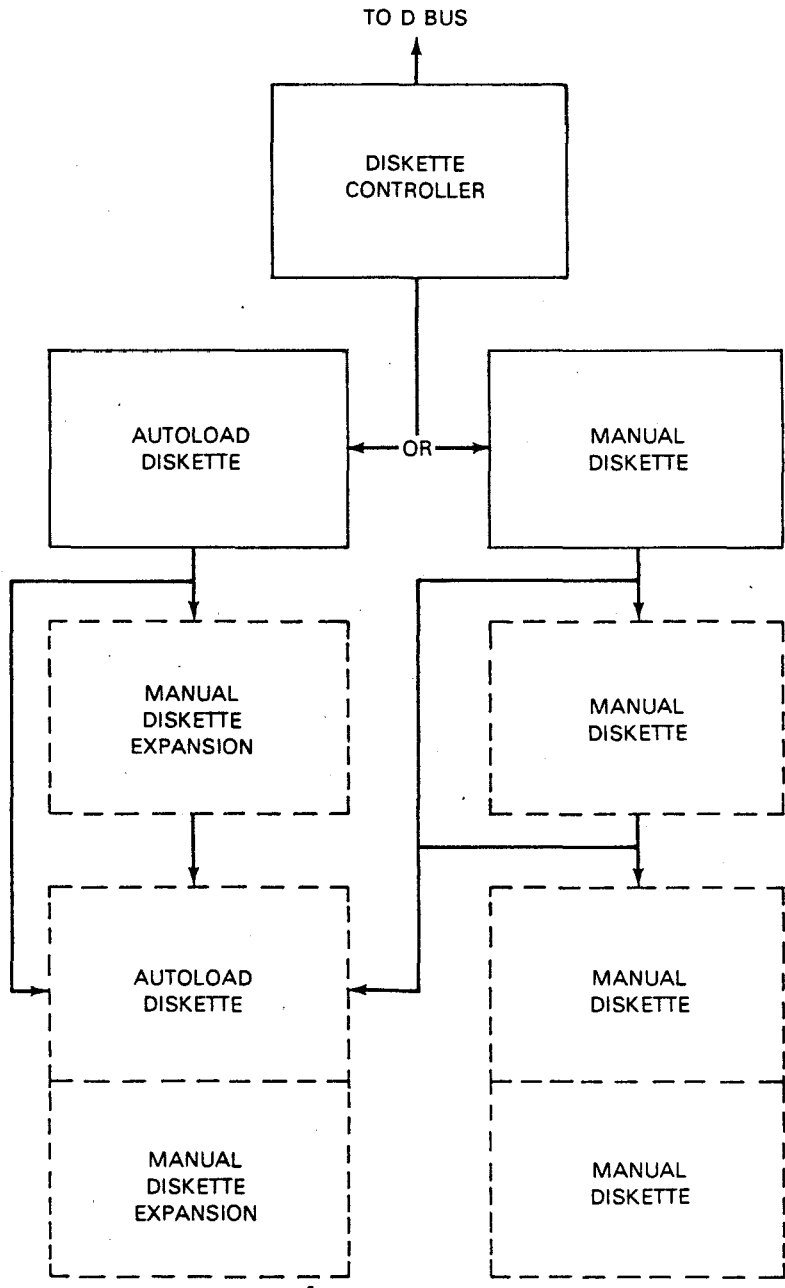 TO D BUS
DISKETTE
CONTROLLER
AUTOLOAD
DISKETTE
OR
MANUAL
DISKETTE
MANUAL
DISKETTE
EXPANSION
MANUAL
DISKETTE
AUTOLOAD
DISKETTE
MANUAL
DISKETTE
MANUAL
DISKETTE
EXPANSION
MANUAL
DISKETTE